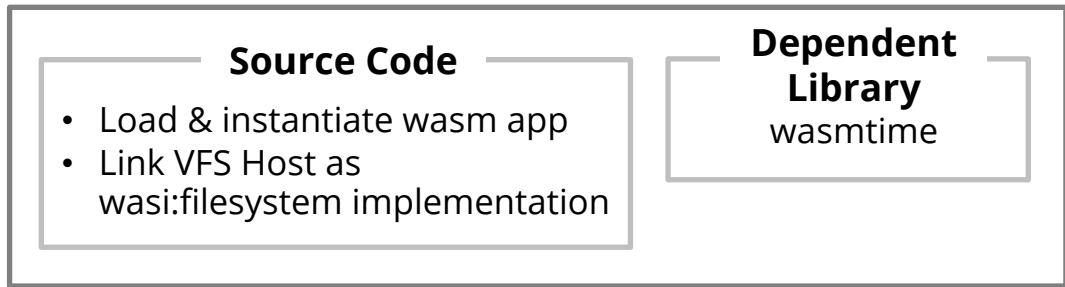 Source Code
• Load & instantiate wasm app
• Link VFS Host as
wasi:filesystem implementation
Dependent
Library
wasmtime